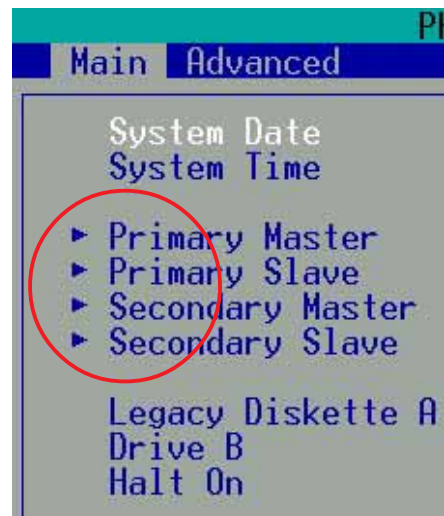 PH
Main Advanced
System Date
System Time
Primary Master
Primary Slave
Secondary Master
Secondary Slave
Legacy Diskette A
Drive B
Halt On